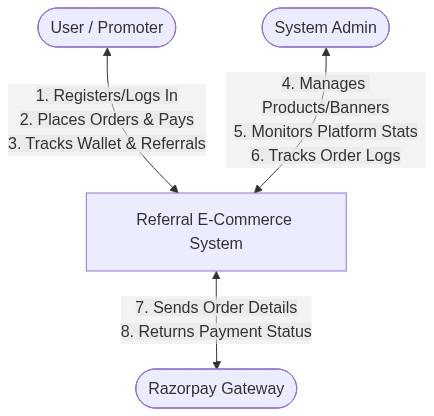 User / Promoter
System Admin
1. Registers/Logs In
2. Places Orders & Pays
3. Tracks Wallet & Referrals
4. Manages
Products/Banners
5. Monitors Platform Stats
6. Tracks Order Logs
Referral E-Commerce
System
7. Sends Order Details
8. Returns Payment Status
Razorpay Gateway